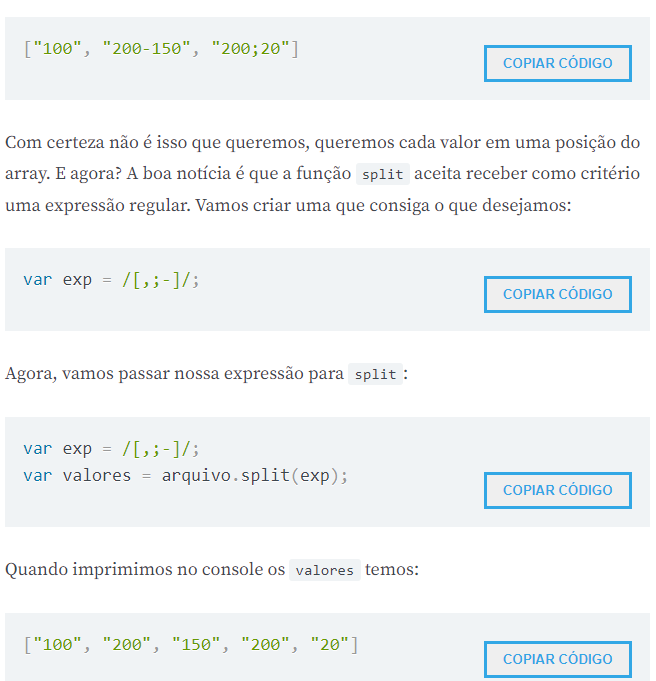 ["100", "200-150", "200;20"]
COPIAR CÓDIGO
Com certeza não é isso que queremos, queremos cada valor em uma posição do
array. E agora? A boa notícia é que a função split aceita receber como critério
uma expressão regular. Vamos criar uma que consiga o que desejamos:
var exp = /[,;-]/;
COPIAR CÓDIGO
Agora, vamos passar nossa expressão para split:
var exp = /[,;-]/;
var valores = arquivo.split(exp);
COPIAR CÓDIGO
Quando imprimimos no console os valores temos:
["100", "200", "150", "200", "20"]
COPIAR CÓDIGO